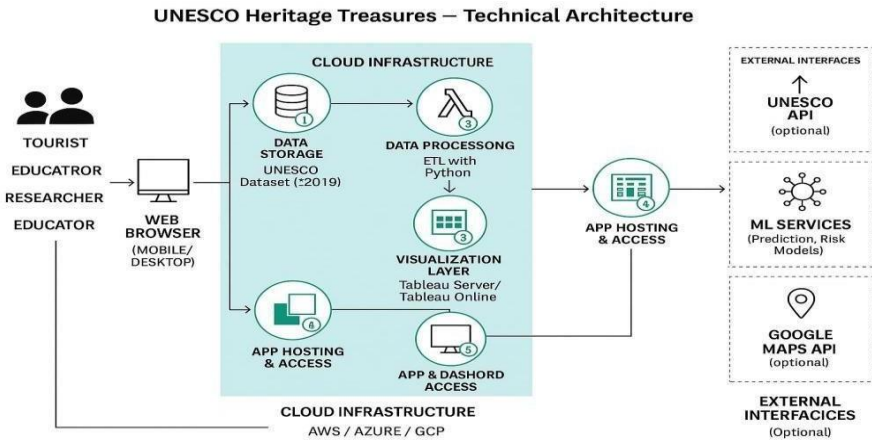 UNESCO Heritage Treasures — Technical Architecture
TOURIST
EDUCATROR
RESEARCHER
EDUCATOR
WEB
BROWSER
(MOBILE/
DESKTOP)
CLOUD INFRASTRUCTURE
1
DATA
STORAGE
UNESCO
Dataset (±2019)
3
DATA PROCESSONG
ETL with
Python
3
VISUALIZATION
LAYER
Tableau Server/
Tableau Online
APP HOSTING
& ACCESS
5
APP & DASHORD
ACCESS
CLOUD INFRASTRUCTURE
AWS / AZURE / GCP
4
APP HOSTING
& ACCESS
EXTERNAL INTERFACES
UNESCO
API
(optional)
ML SERVICES
(Prediction, Risk
Models)
GOOGLE
MAPS API
(optional)
EXTERNAL
INTERFACICES
(Optional)